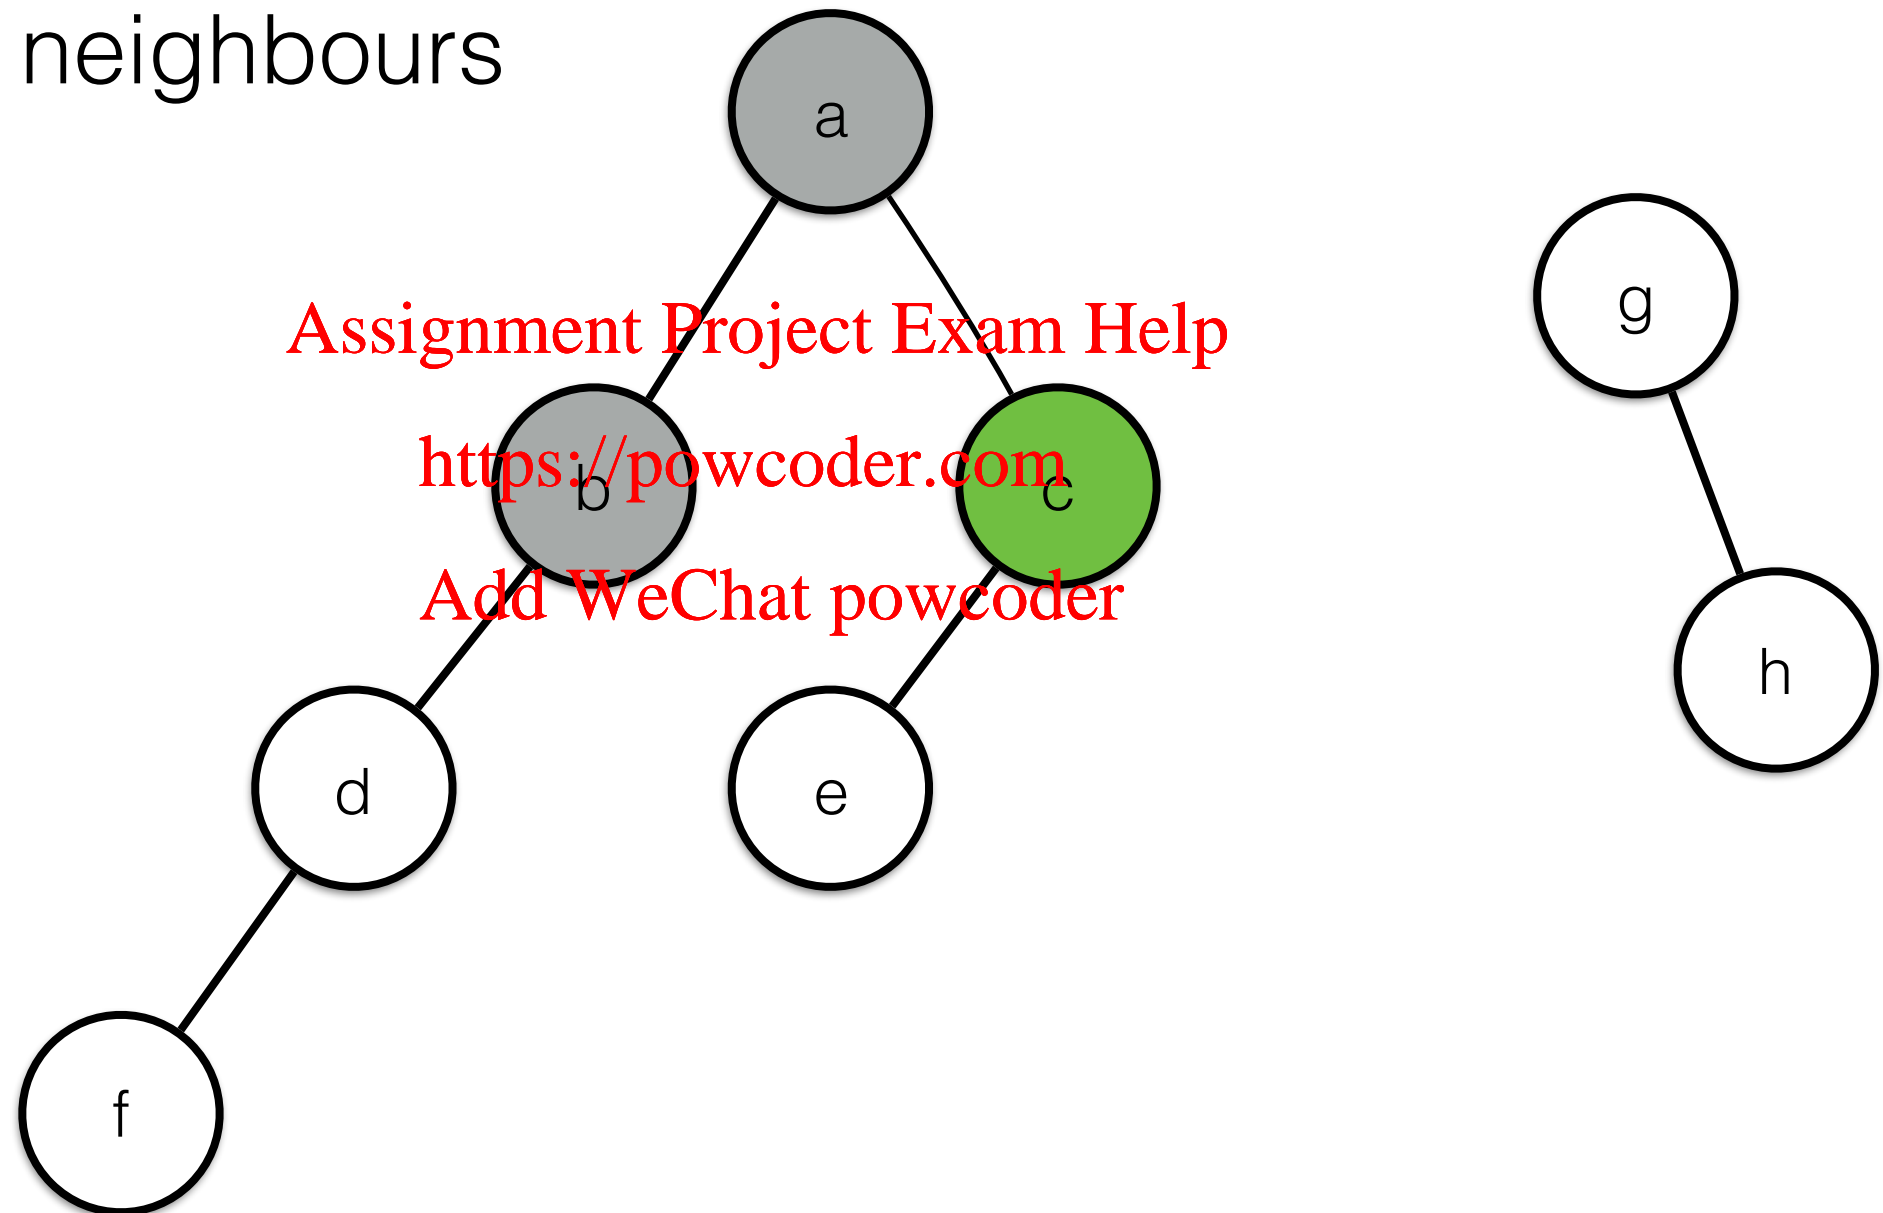 neighbours
a
g
Assignment Project Exam Help
https://powcoder.com
b
c
Add WeChat powcoder
h
d
e
f